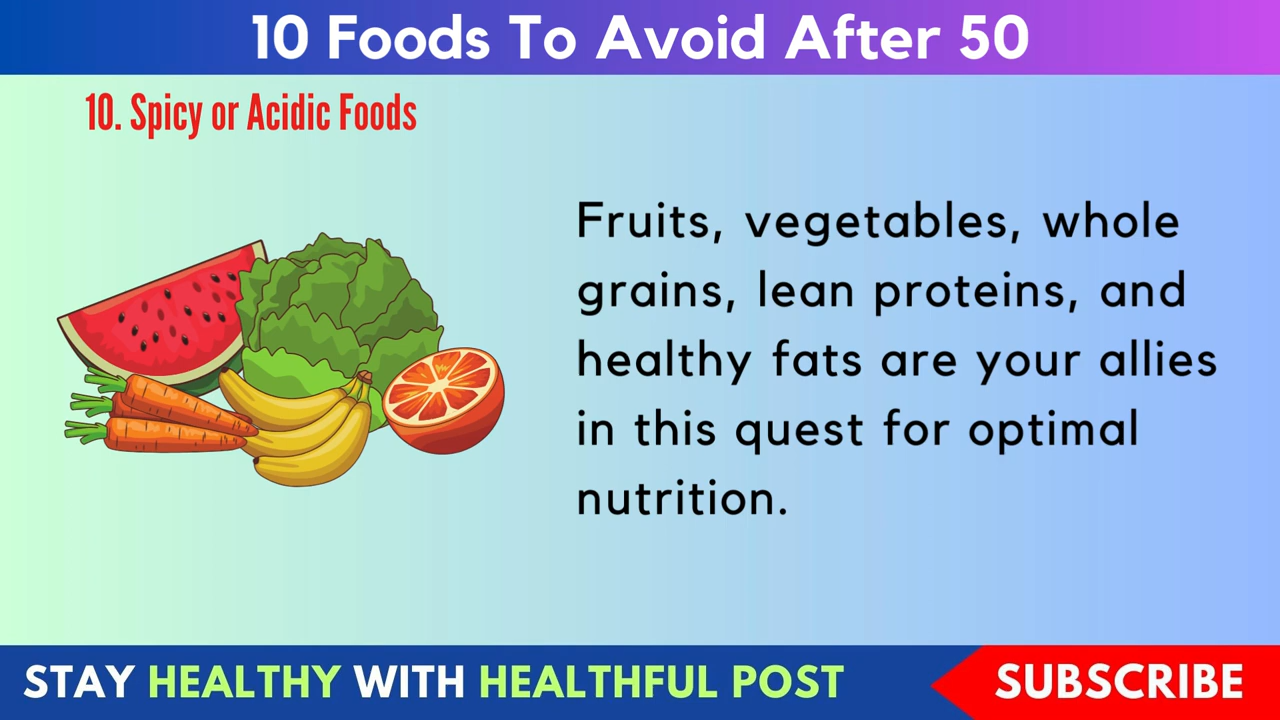 10 Foods To Avoid After 50
10. Spicy or Acidic Foods
Fruits, vegetables, whole
grains, lean proteins, and
healthy fats are your allies
in this quest for optimal
nutrition.
STAY HEALTHY WITH HEALTHFUL POST
SUBSCRIBE